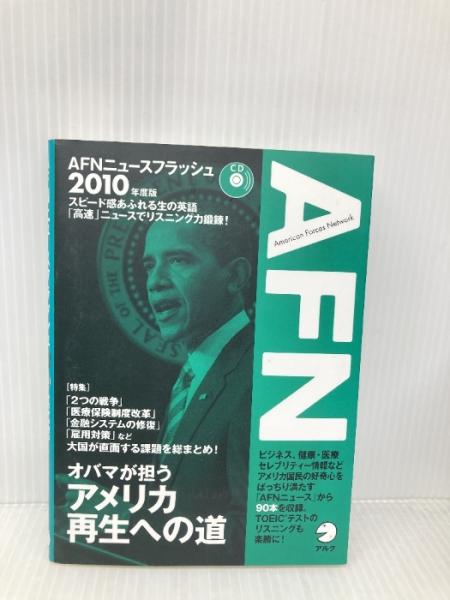 AFNニュースフラッシュ
CD
2010年度版
スピード感あふれる生の英語
「高速」ニュースでリスニング力鍛錬!
AFN
American Forces Network
SEAL OF THE PRESIDENT
[特集]
「2つの戦争」
「医療保険制度改革」
「金融システムの修復」
「雇用対策」など
大国が直面する課題を総まとめ!
オバマが担う
アメリカ
再生への道
ビジネス、健康・医療
セレブリティー情報など
アメリカ国民の好奇心を
ばっちり満たす
「AFNニュース」から
90本を収録。
TOEIC®テストの
リスニングも
楽勝に!
アルク